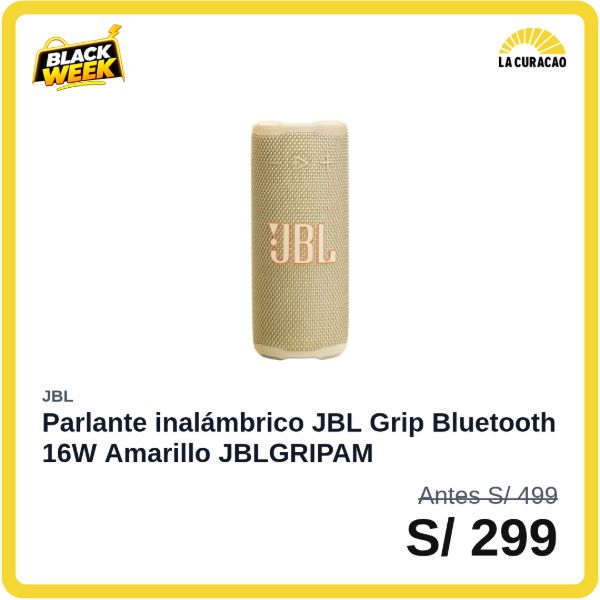 BLACK
WEEK
LA CURACAO
JBL
JBL
Parlante inalámbrico JBL Grip Bluetooth
16W Amarillo JBLGRIPAM
Antes S/ 499
S/ 299